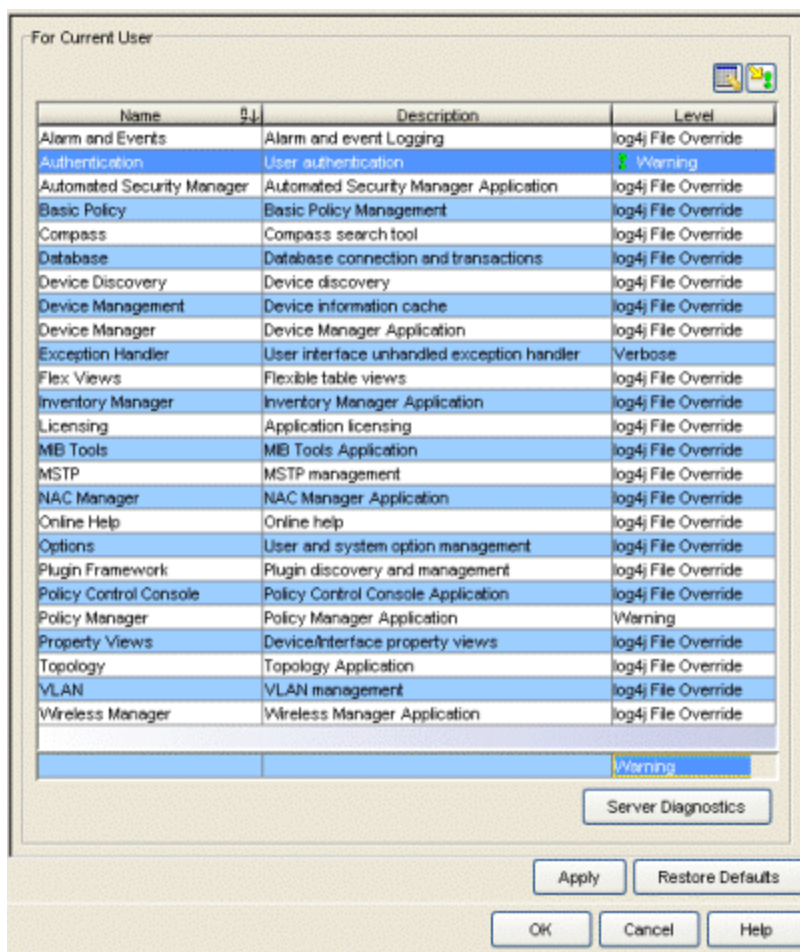 For Current User
Name Description Level
Alarm and Events Alarm and event Logging log4j File Override
Authentication User authentication Warning
Automated Security Manager Automated Security Manager Application log4j File Override
Basic Policy Basic Policy Management log4j File Override
Compass Compass search tool log4j File Override
Database Database connection and transactions log4j File Override
Device Discovery Device discovery log4j File Override
Device Management Device information cache log4j File Override
Device Manager Device Manager Application log4j File Override
Exception Handler User interface unhandled exception handler Verbose
Flex Views Flexible table views log4j File Override
Inventory Manager Inventory Manager Application log4j File Override
Licensing Application licensing log4j File Override
MIB Tools MIB Tools Application log4j File Override
MSTP MSTP management log4j File Override
NAC Manager NAC Manager Application log4j File Override
Online Help Online help log4j File Override
Options User and system option management log4j File Override
Plugin Framework Plugin discovery and management log4j File Override
Policy Control Console Policy Control Console Application log4j File Override
Policy Manager Policy Manager Application Warning
Property Views Device/Interface property views log4j File Override
Topology Topology Application log4j File Override
VLAN VLAN management log4j File Override
Wireless Manager Wireless Manager Application log4j File Override
Warning
Server Diagnostics
Apply Restore Defaults
OK Cancel Help